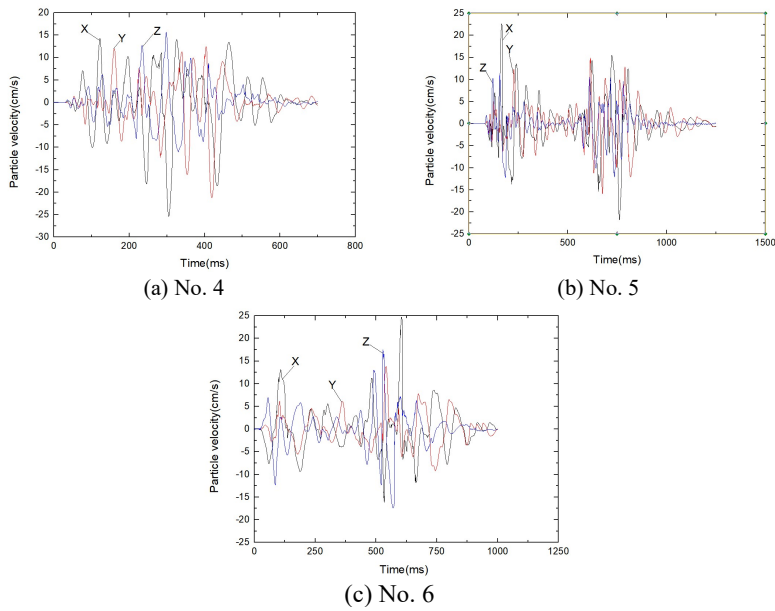 X
Y
Z
Particle velocity(cm/s)
20
15
10
5
0
-5
-10
-15
-20
-25
-30
0
200
400
600
800
Time(ms)
(a) No. 4
X
Y
Z
Particle velocity(cm/s)
25
20
15
10
5
0
-5
-10
-15
-20
-25
0
500
1000
1500
Time(ms)
(b) No. 5
X
Y
Z
Particle velocity(cm/s)
25
20
15
10
5
0
-5
-10
-15
-20
-25
0
250
500
750
1000
1250
Time(ms)
(c) No. 6